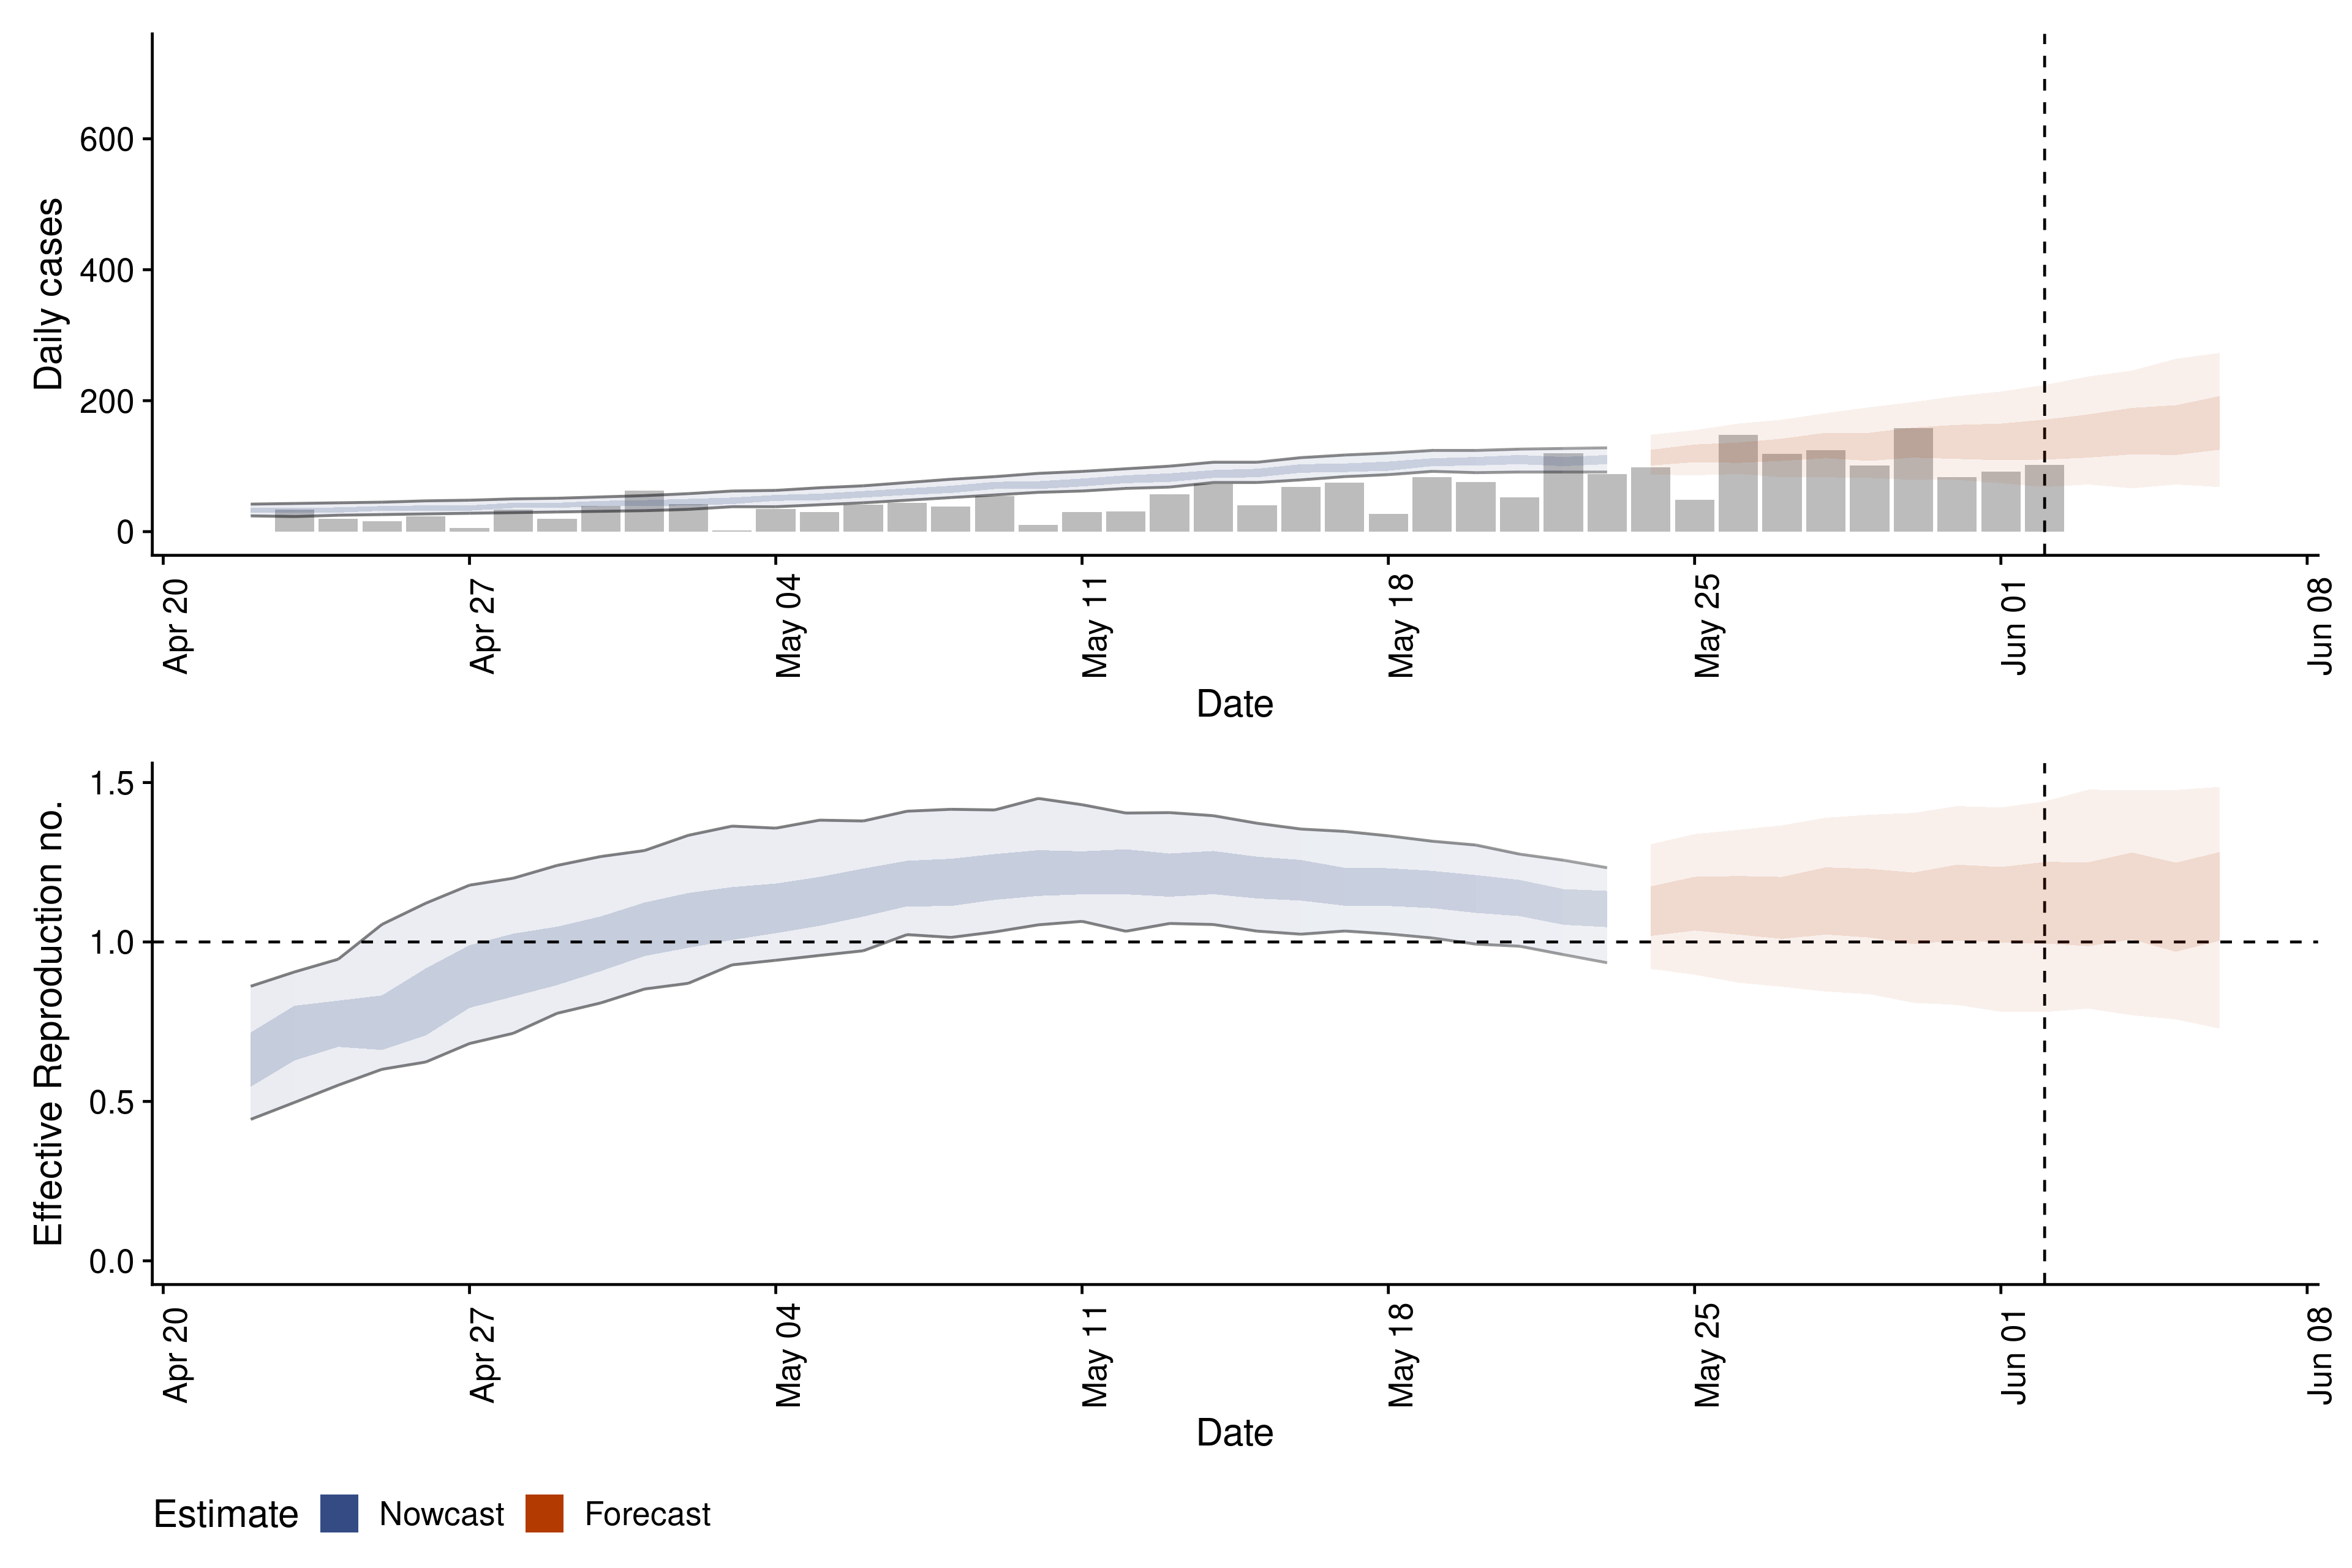 Daily cases
600
400
200
0
Apr 20
Apr 27
May 04
May 11
May 18
May 25
Jun 01
Jun 08
Date
Effective Reproduction no.
1.5
1.0
0.5
0.0
Apr 20
Apr 27
May 04
May 11
May 18
May 25
Jun 01
Jun 08
Date
Estimate Nowcast Forecast